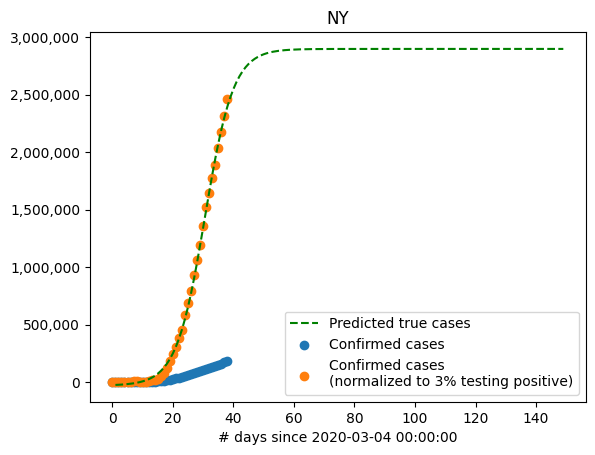 NY
3,000,000
2,500,000
2,000,000
1,500,000
1,000,000
500,000
0
0 20 40 60 80 100 120 140
# days since 2020-03-04 00:00:00
Predicted true cases
Confirmed cases
Confirmed cases
(normalized to 3% testing positive)